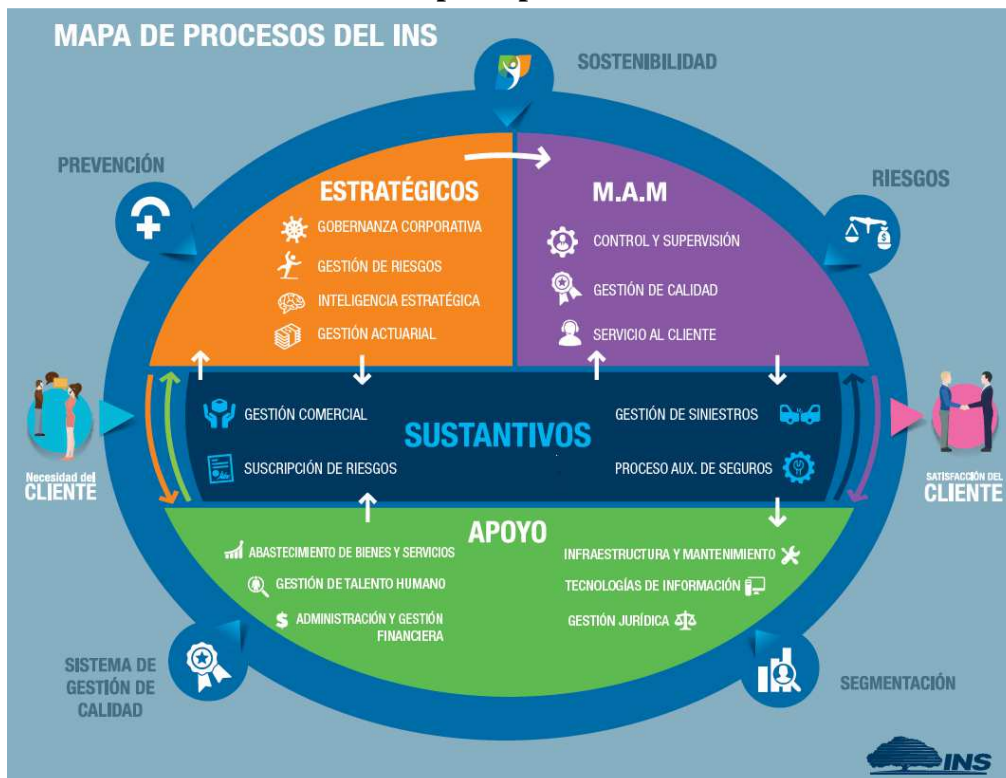 MAPA DE PROCESOS DEL INS
SOSTENIBILIDAD
PREVENCIÓN
RIESGOS
ESTRATÉGICOS
GOBERNANZA CORPORATIVA
GESTIÓN DE RIESGOS
INTELIGENCIA ESTRATÉGICA
GESTIÓN ACTUARIAL
M.A.M
CONTROL Y SUPERVISIÓN
GESTIÓN DE CALIDAD
SERVICIO AL CLIENTE
Necesidad del
CLIENTE
GESTIÓN COMERCIAL
SUSCRIPCIÓN DE RIESGOS
SUSTANTIVOS
GESTIÓN DE SINIESTROS
PROCESO AUX. DE SEGUROS
SATISFACCIÓN DEL
CLIENTE
APOYO
ABASTECIMIENTO DE BIENES Y SERVICIOS
GESTIÓN DE TALENTO HUMANO
$ ADMINISTRACIÓN Y GESTIÓN
FINANCIERA
INFRAESTRUCTURA Y MANTENIMIENTO
TECNOLOGÍAS DE INFORMACIÓN
GESTIÓN JURÍDICA
SISTEMA DE
GESTIÓN DE
CALIDAD
SEGMENTACIÓN
INS